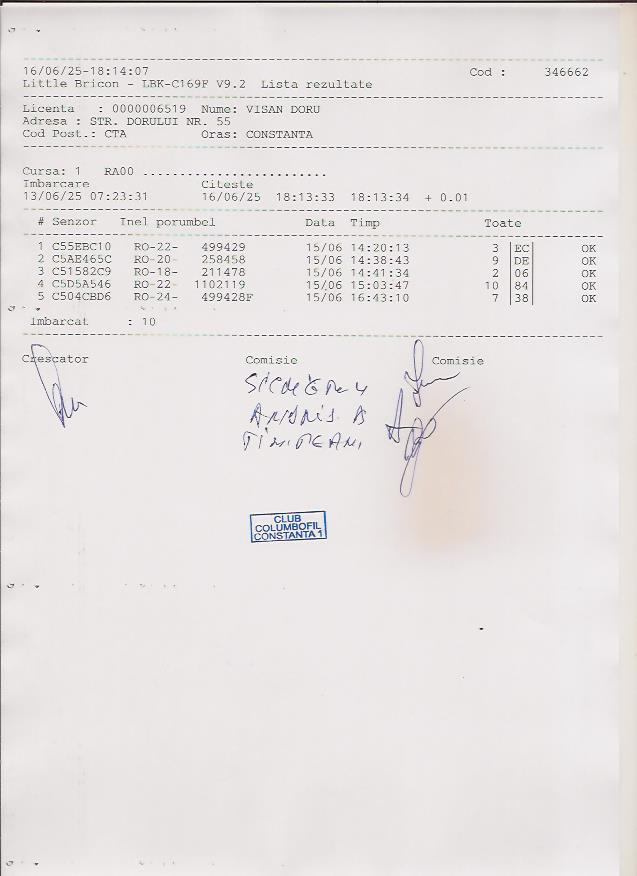 16/06/25-18:14:07 Cod : 346662
Little Bricon - LBK-C169F V9.2 Lista rezultate
Licenta : 0000006519 Nume: VISAN DORU
Adresa : STR. DORULUI NR. 55
Cod Post.: CTA Oras: CONSTANTA
Cursa: 1 RA00 ........................
Imbarcare Citeste
13/06/25 07:23:31 16/06/25 18:13:33 18:13:34 + 0.01
# Senzor Inel porumbel Data Timp Toate
1 C55EBC10 RO-22- 499429 15/06 14:20:13 3 |EC| OK
2 C5AE465C RO-20- 258458 15/06 14:38:43 9 |DE| OK
3 C51582C9 RO-18- 211478 15/06 14:41:34 2 |06| OK
4 C5D5A546 RO-22- 1102119 15/06 15:03:47 10 |84| OK
5 C504CBD6 RO-24- 499428F 15/06 16:43:10 7 |38| OK
Imbarcat : 10
Crescator Comisie Comisie
CLUB
COLUMBOFIL
CONSTANTA 1